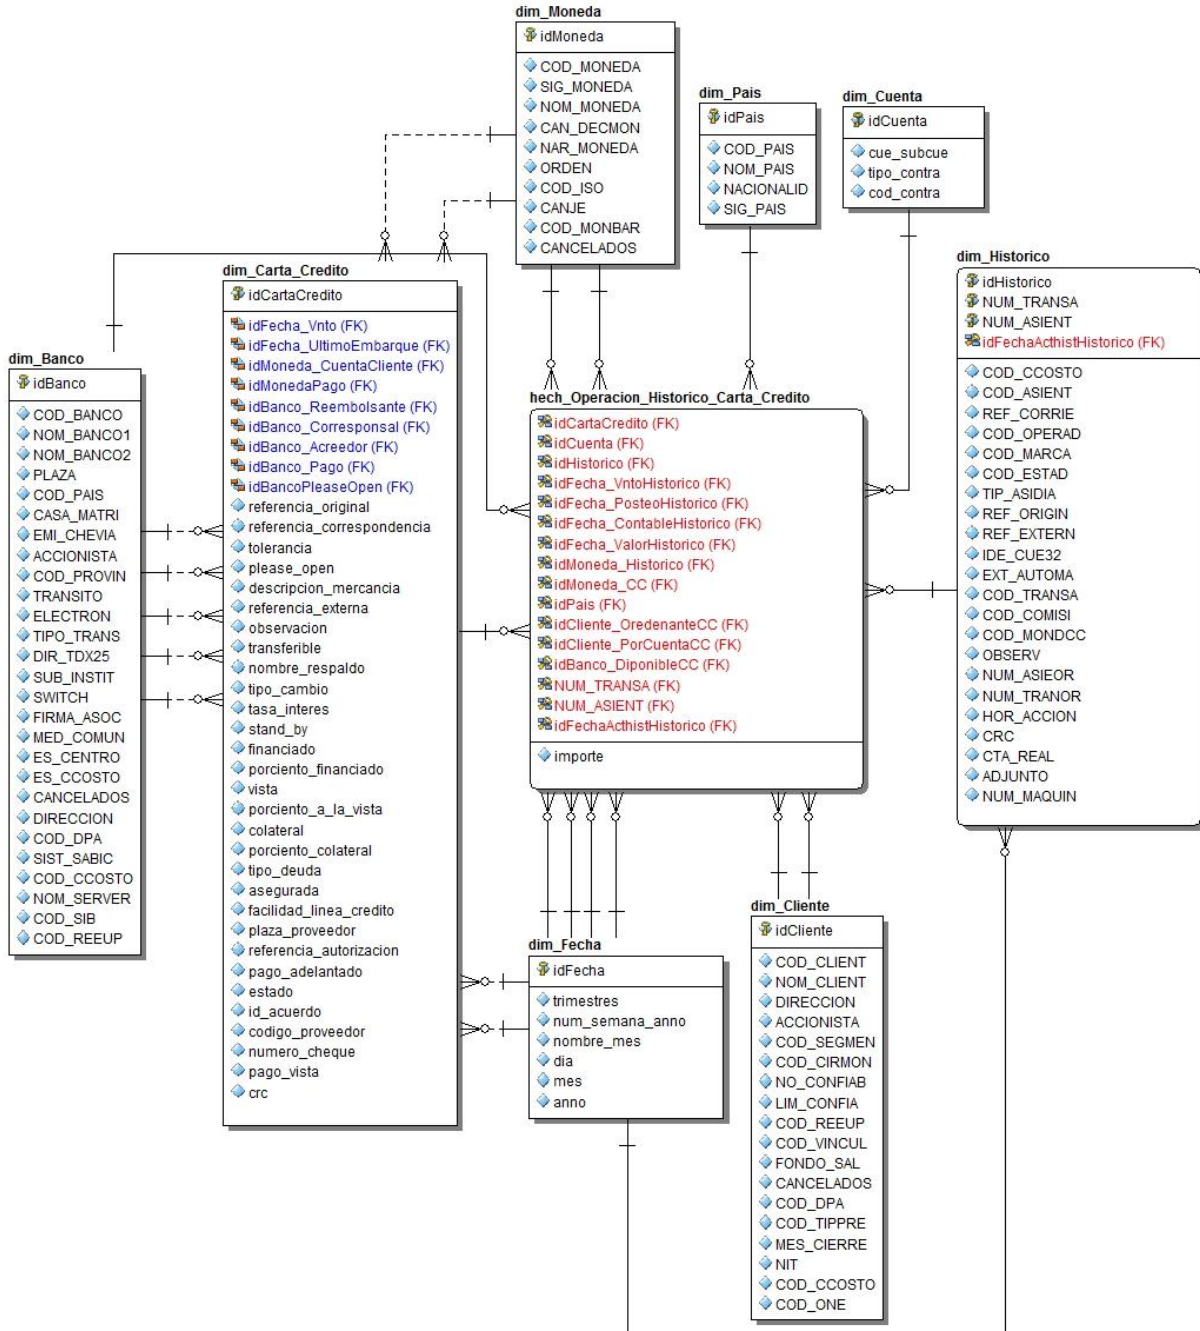 dim_Moneda
idMoneda
COD_MONEDA
SIG_MONEDA
NOM_MONEDA
CAN_DECMON
NAR_MONEDA
ORDEN
COD_ISO
CANJE
COD_MONBAR
CANCELADOS
dim_Pais
idPais
COD_PAIS
NOM_PAIS
NACIONALID
SIG_PAIS
dim_Cuenta
idCuenta
cue_subcue
tipo_contra
cod_contra
dim_Banco
idBanco
COD_BANCO
NOM_BANCO1
NOM_BANCO2
PLAZA
COD_PAIS
CASA_MATRI
EMI_CHEVIA
ACCIONISTA
COD_PROVIN
TRANSITO
ELECTRON
TIPO_TRANS
DIR_TDX25
SUB_INSTIT
SWITCH
FIRMA_ASOC
MED_COMUN
ES_CENTRO
ES_CCOSTO
CANCELADOS
DIRECCION
COD_DPA
SIST_SABIC
COD_CCOSTO
NOM_SERVER
COD_SIB
COD_REEUP
dim_Carta_Credito
idCartaCredito
idFecha_Vnto (FK)
idFecha_UltimoEmbarque (FK)
idMoneda_CuentaCliente (FK)
idMonedaPago (FK)
idBanco_Reembolsante (FK)
idBanco_Corresponsal (FK)
idBanco_Acreedor (FK)
idBanco_Pago (FK)
idBancoPleaseOpen (FK)
referencia_original
referencia_correspondencia
tolerancia
please_open
descripcion_mercancia
referencia_externa
observacion
transferible
nombre_respaldo
tipo_cambio
tasa_interes
stand_by
financiado
porciento_financiado
vista
porciento_a_la_vista
colateral
porciento_colateral
tipo_deuda
asegurada
facilidad_linea_credito
plaza_proveedor
referencia_autorizacion
pago_adelantado
estado
id_acuerdo
codigo_proveedor
numero_cheque
pago_vista
crc
hech_Operacion_Historico_Carta_Credito
idCartaCredito (FK)
idCuenta (FK)
idHistorico (FK)
idFecha_VntoHistorico (FK)
idFecha_PosteoHistorico (FK)
idFecha_ContableHistorico (FK)
idFecha_ValorHistorico (FK)
idMoneda_Historico (FK)
idMoneda_CC (FK)
idPais (FK)
idCliente_OredenanteCC (FK)
idCliente_PorCuentaCC (FK)
idBanco_DiponibleCC (FK)
NUM_TRANSA (FK)
NUM_ASIENT (FK)
idFechaActhistHistorico (FK)
importe
dim_Historico
idHistorico
NUM_TRANSA
NUM_ASIENT
idFechaActhistHistorico (FK)
COD_CCOSTO
COD_ASIENT
REF_CORRIE
COD_OPERAD
COD_MARCA
COD_ESTAD
TIP_ASIDIA
REF_ORIGIN
REF_EXTERN
IDE_CUE32
EXT_AUTOMA
COD_TRANSA
COD_COMISI
COD_MONDCC
OBSERV
NUM_ASIEOR
NUM_TRANOR
HOR_ACCION
CRC
CTA_REAL
ADJUNTO
NUM_MAQUIN
dim_Fecha
idFecha
trimestres
num_semana_anno
nombre_mes
dia
mes
anno
dim_Cliente
idCliente
COD_CLIENT
NOM_CLIENT
DIRECCION
ACCIONISTA
COD_SEGMEN
COD_CIRMON
NO_CONFIAB
LIM_CONFIA
COD_REEUP
COD_VINCUL
FONDO_SAL
CANCELADOS
COD_DPA
COD_TIPPRE
MES_CIERRE
NIT
COD_CCOSTO
COD_ONE